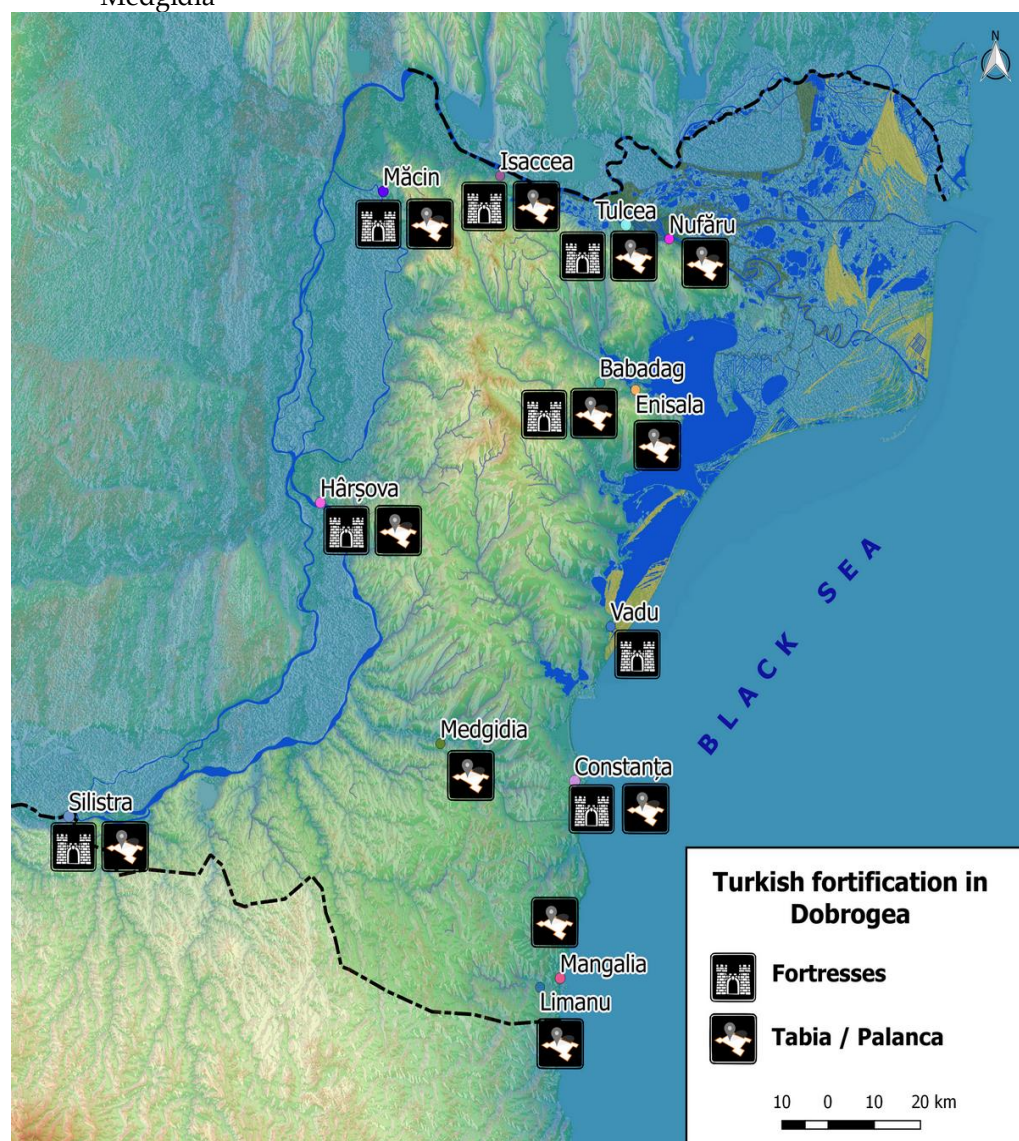 Medgidia
N
Isaccea
Măcin
Tulcea
Nufăru
Babadag
Enisala
Hârșova
Vadu
BLACK SEA
Medgidia
Constanța
Silistra
Mangalia
Limanu
Turkish fortification in
Dobrogea
Fortresses
Tabia / Palanca
10 0 10 20 km